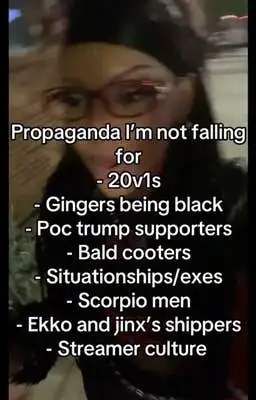 Propaganda I'm not falling
for
- 20v1s
- Gingers being black
- Poc trump supporters
- Bald cooters
- Situationships/exes
- Scorpio men
- Ekko and jinx's shippers
- Streamer culture